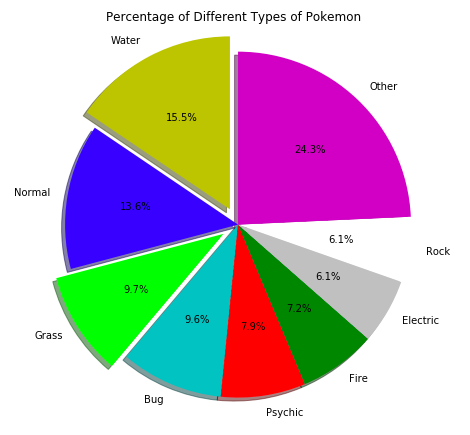 Percentage of Different Types of Pokemon
Water
Other
15.5%
24.3%
Normal
13.6%
6.1%
Rock
6.1%
9.7%
7.2%
Electric
9.6%
7.9%
Grass
Fire
Bug
Psychic